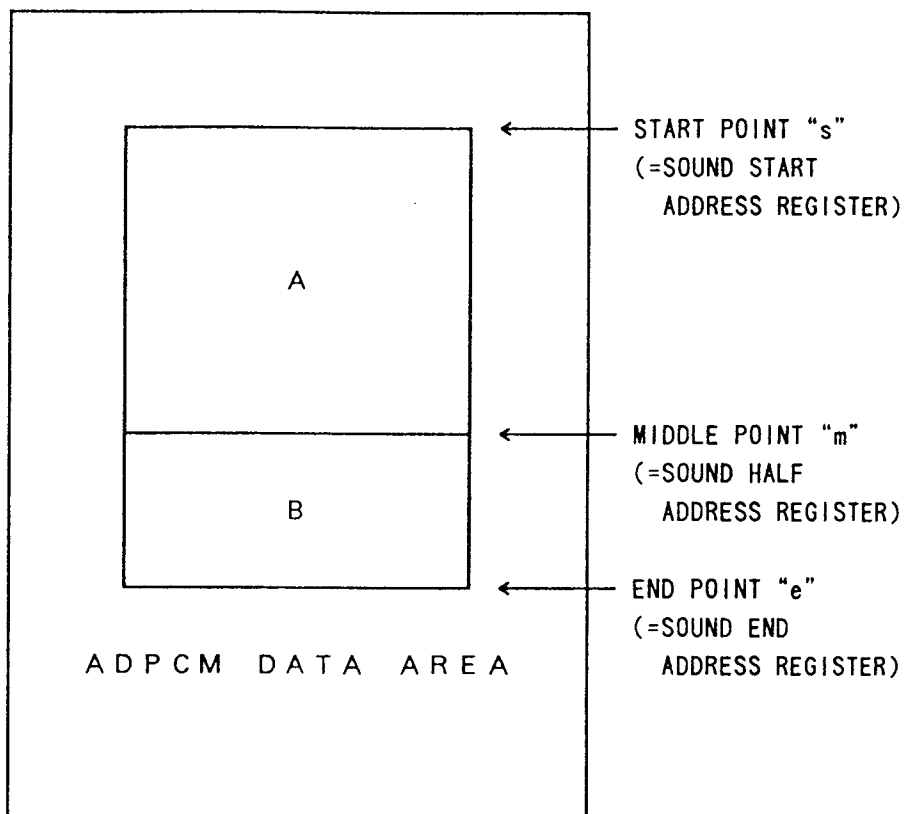 START POINT “s”
(=SOUND START
ADDRESS REGISTER)
A
MIDDLE POINT “m”
(=SOUND HALF
ADDRESS REGISTER)
B
END POINT “e”
(=SOUND END
ADDRESS REGISTER)
ADPCM DATA AREA